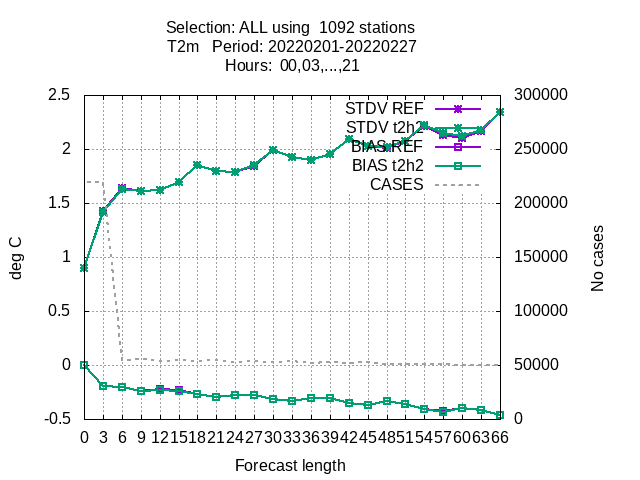 Selection: ALL using  1092 stations
T2m   Period: 20220201-20220227
Hours:  00,03,...,21
2.5
2
1.5
1
0.5
0
-0.5
deg C
STDV REF
STDV t2h2
BIAS REF
BIAS t2h2
CASES
300000
250000
200000
150000
100000
50000
0
No cases
0 3 6 9 12 15 18 21 24 27 30 33 36 39 42 45 48 51 54 57 60 63 66
Forecast length